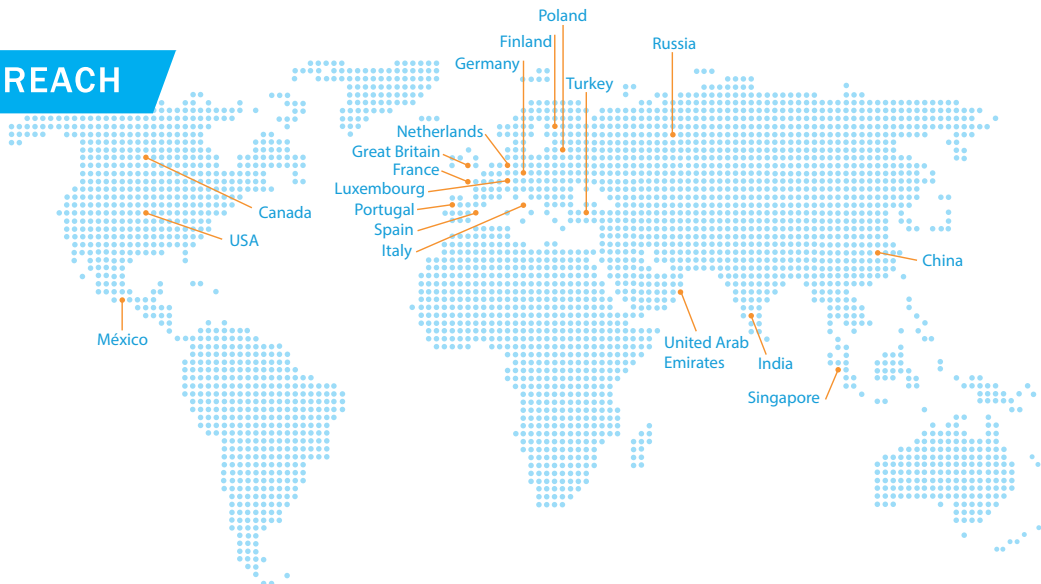 REACH
Poland
Finland
Russia
Germany
Turkey
Netherlands
Great Britain
France
Luxembourg
Portugal
Spain
Italy
Canada
USA
China
México
United Arab
Emirates
India
Singapore